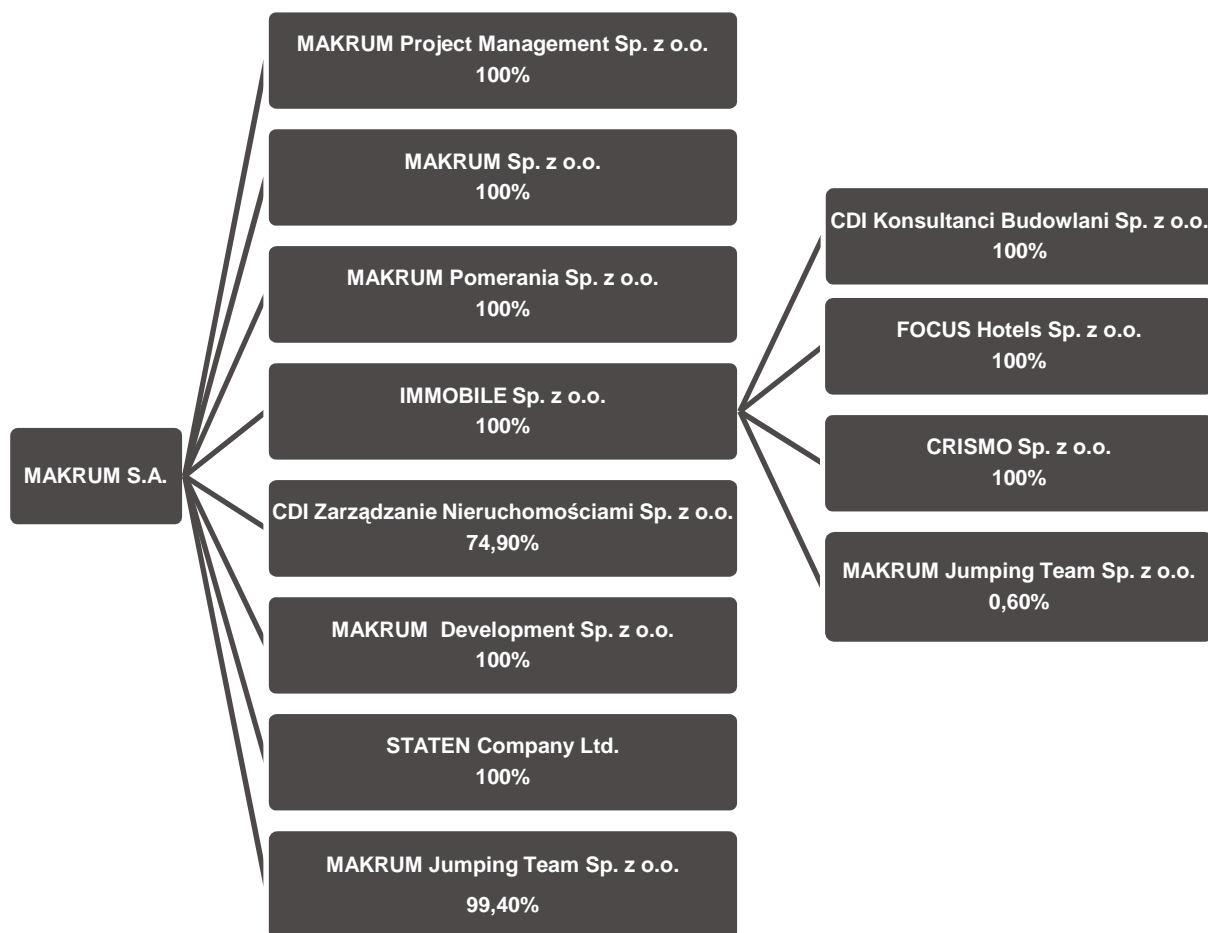 MAKRUM S.A.
MAKRUM Project Management Sp. z o.o.
100%
MAKRUM Sp. z o.o.
100%
MAKRUM Pomerania Sp. z o.o.
100%
IMMOBILE Sp. z o.o.
100%
CDI Zarządzanie Nieruchomościami Sp. z o.o.
74,90%
MAKRUM  Development Sp. z o.o.
100%
STATEN Company Ltd.
100%
MAKRUM Jumping Team Sp. z o.o.
99,40%
CDI Konsultanci Budowlani Sp. z o.o.
100%
FOCUS Hotels Sp. z o.o.
100%
CRISMO Sp. z o.o.
100%
MAKRUM Jumping Team Sp. z o.o.
0,60%